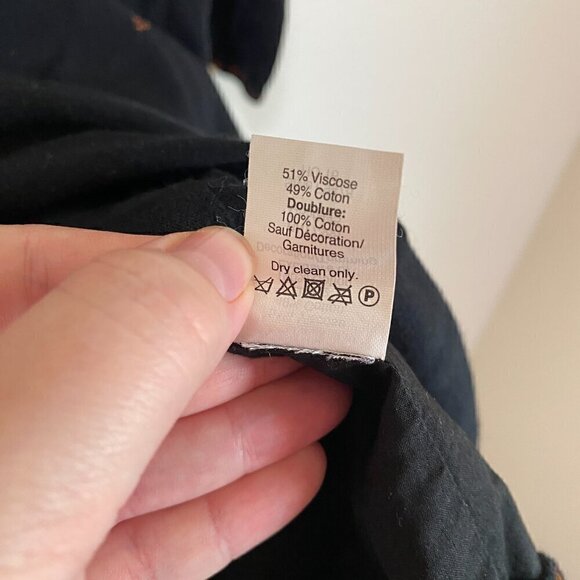 51% Viscose
49% Coton
Doublure:
100% Coton
Sauf Décoration/
Garnitures
Dry clean only.
P